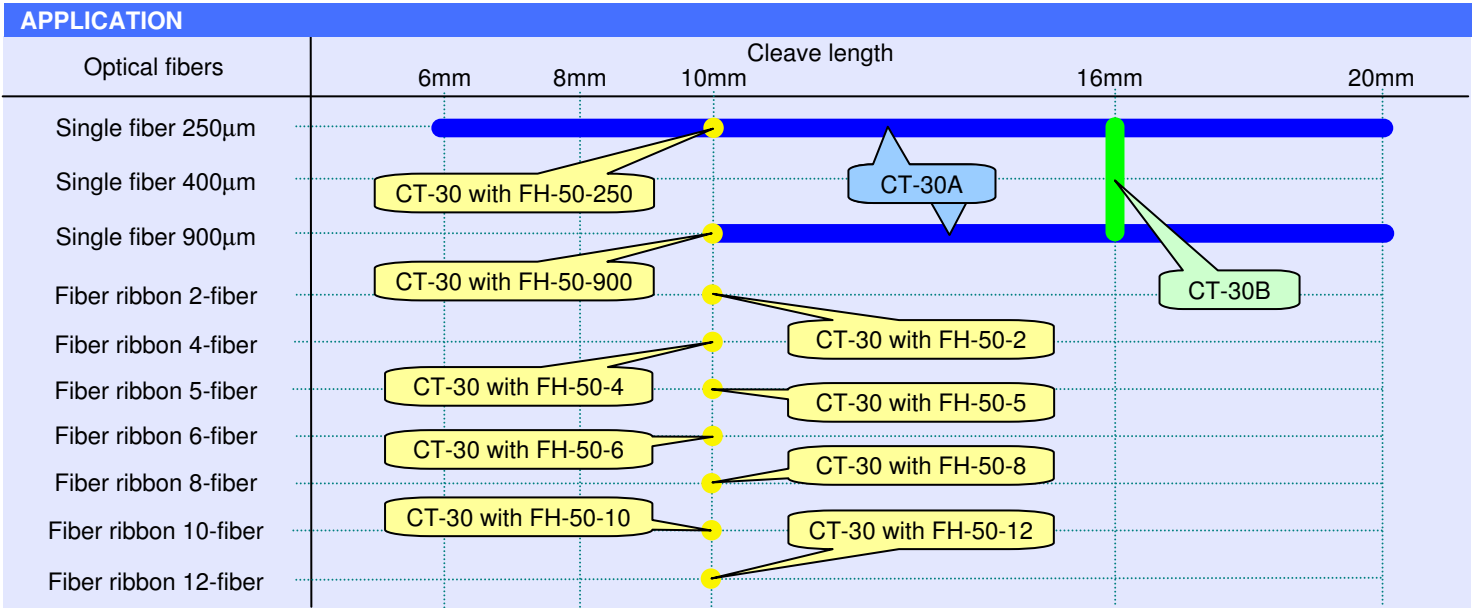 APPLICATION
Optical fibers
Cleave length
6mm 8mm 10mm 16mm 20mm
Single fiber 250μm
Single fiber 400μm
CT-30 with FH-50-250
CT-30A
Single fiber 900μm
CT-30 with FH-50-900
CT-30B
Fiber ribbon 2-fiber
CT-30 with FH-50-2
Fiber ribbon 4-fiber
CT-30 with FH-50-4
Fiber ribbon 5-fiber
CT-30 with FH-50-5
Fiber ribbon 6-fiber
CT-30 with FH-50-6
CT-30 with FH-50-8
Fiber ribbon 8-fiber
CT-30 with FH-50-10
Fiber ribbon 10-fiber
CT-30 with FH-50-12
Fiber ribbon 12-fiber